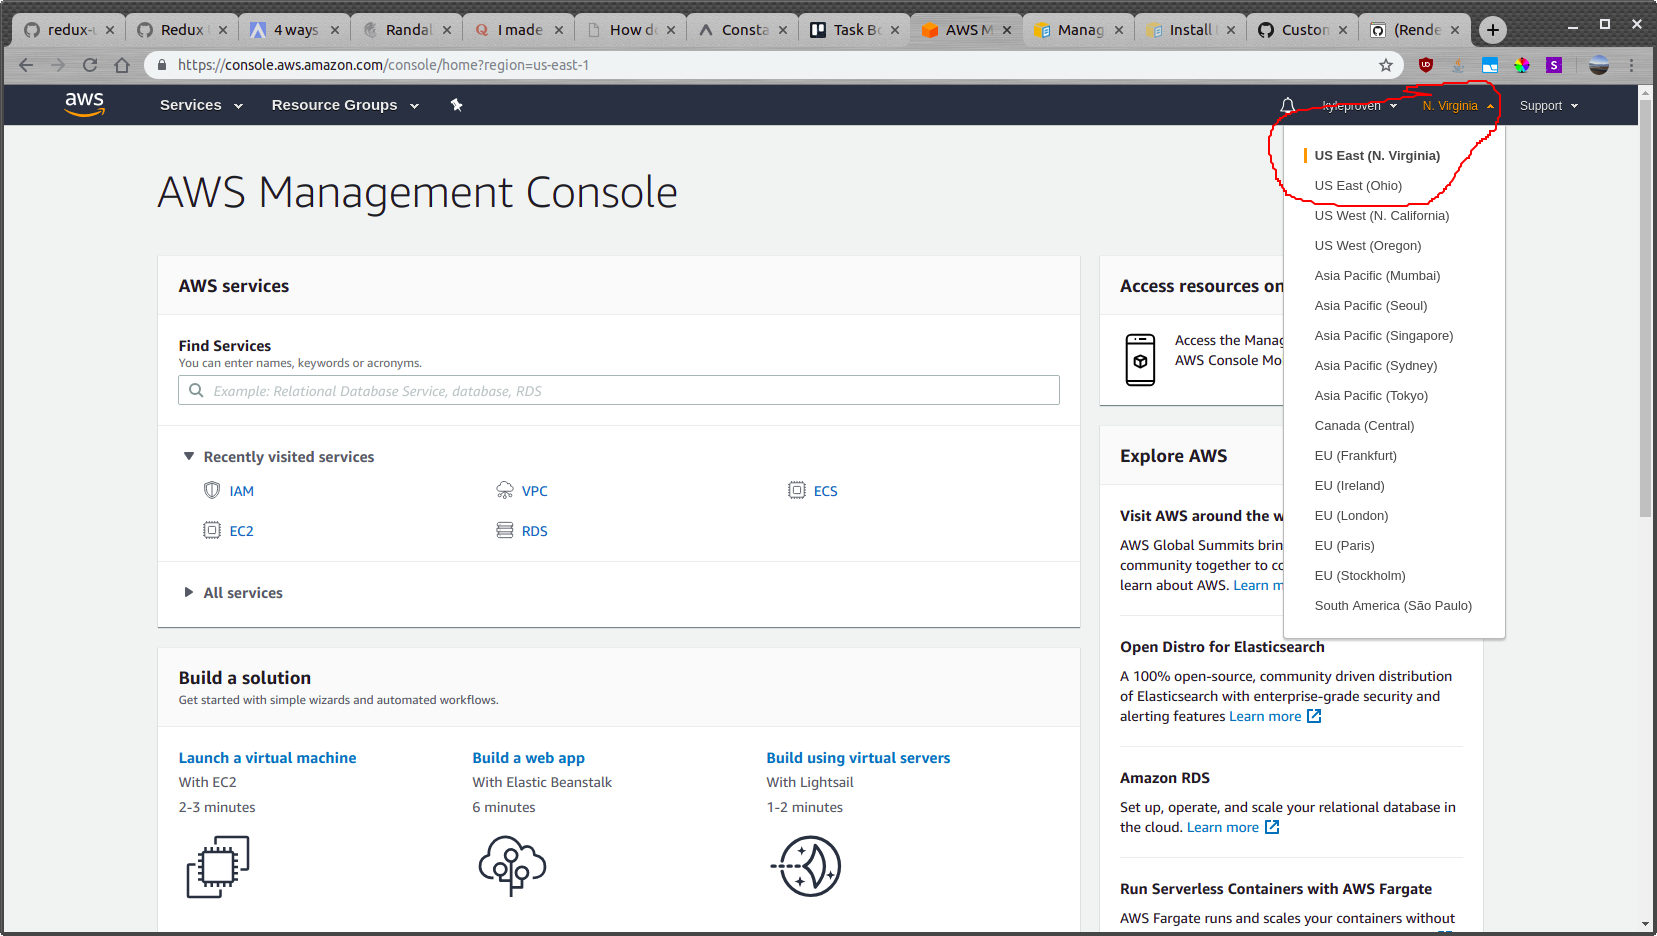 redux-u
Redux
4 ways
Randal
I made
How do
Consta
Task Bo
AWS M
Manag
Install
Custon
(Rende
https://console.aws.amazon.com/console/home?region=us-east-1
aws
Services
Resource Groups
kyleproven
N. Virginia
Support
US East (N. Virginia)
US East (Ohio)
US West (N. California)
US West (Oregon)
Asia Pacific (Mumbai)
Asia Pacific (Seoul)
Asia Pacific (Singapore)
Asia Pacific (Sydney)
Asia Pacific (Tokyo)
Canada (Central)
EU (Frankfurt)
EU (Ireland)
EU (London)
EU (Paris)
EU (Stockholm)
South America (São Paulo)
AWS Management Console
AWS services
Find Services
You can enter names, keywords or acronyms.
Example: Relational Database Service, database, RDS
Recently visited services
IAM
VPC
ECS
EC2
RDS
All services
Build a solution
Get started with simple wizards and automated workflows.
Launch a virtual machine
With EC2
2-3 minutes
Build a web app
With Elastic Beanstalk
6 minutes
Build using virtual servers
With Lightsail
1-2 minutes
Access resources on
Access the Manag
AWS Console Mo
Explore AWS
Visit AWS around the w
AWS Global Summits brin
community together to co
learn about AWS. Learn m
Open Distro for Elasticsearch
A 100% open-source, community driven distribution
of Elasticsearch with enterprise-grade security and
alerting features Learn more
Amazon RDS
Set up, operate, and scale your relational database in
the cloud. Learn more
Run Serverless Containers with AWS Fargate
AWS Fargate runs and scales your containers without